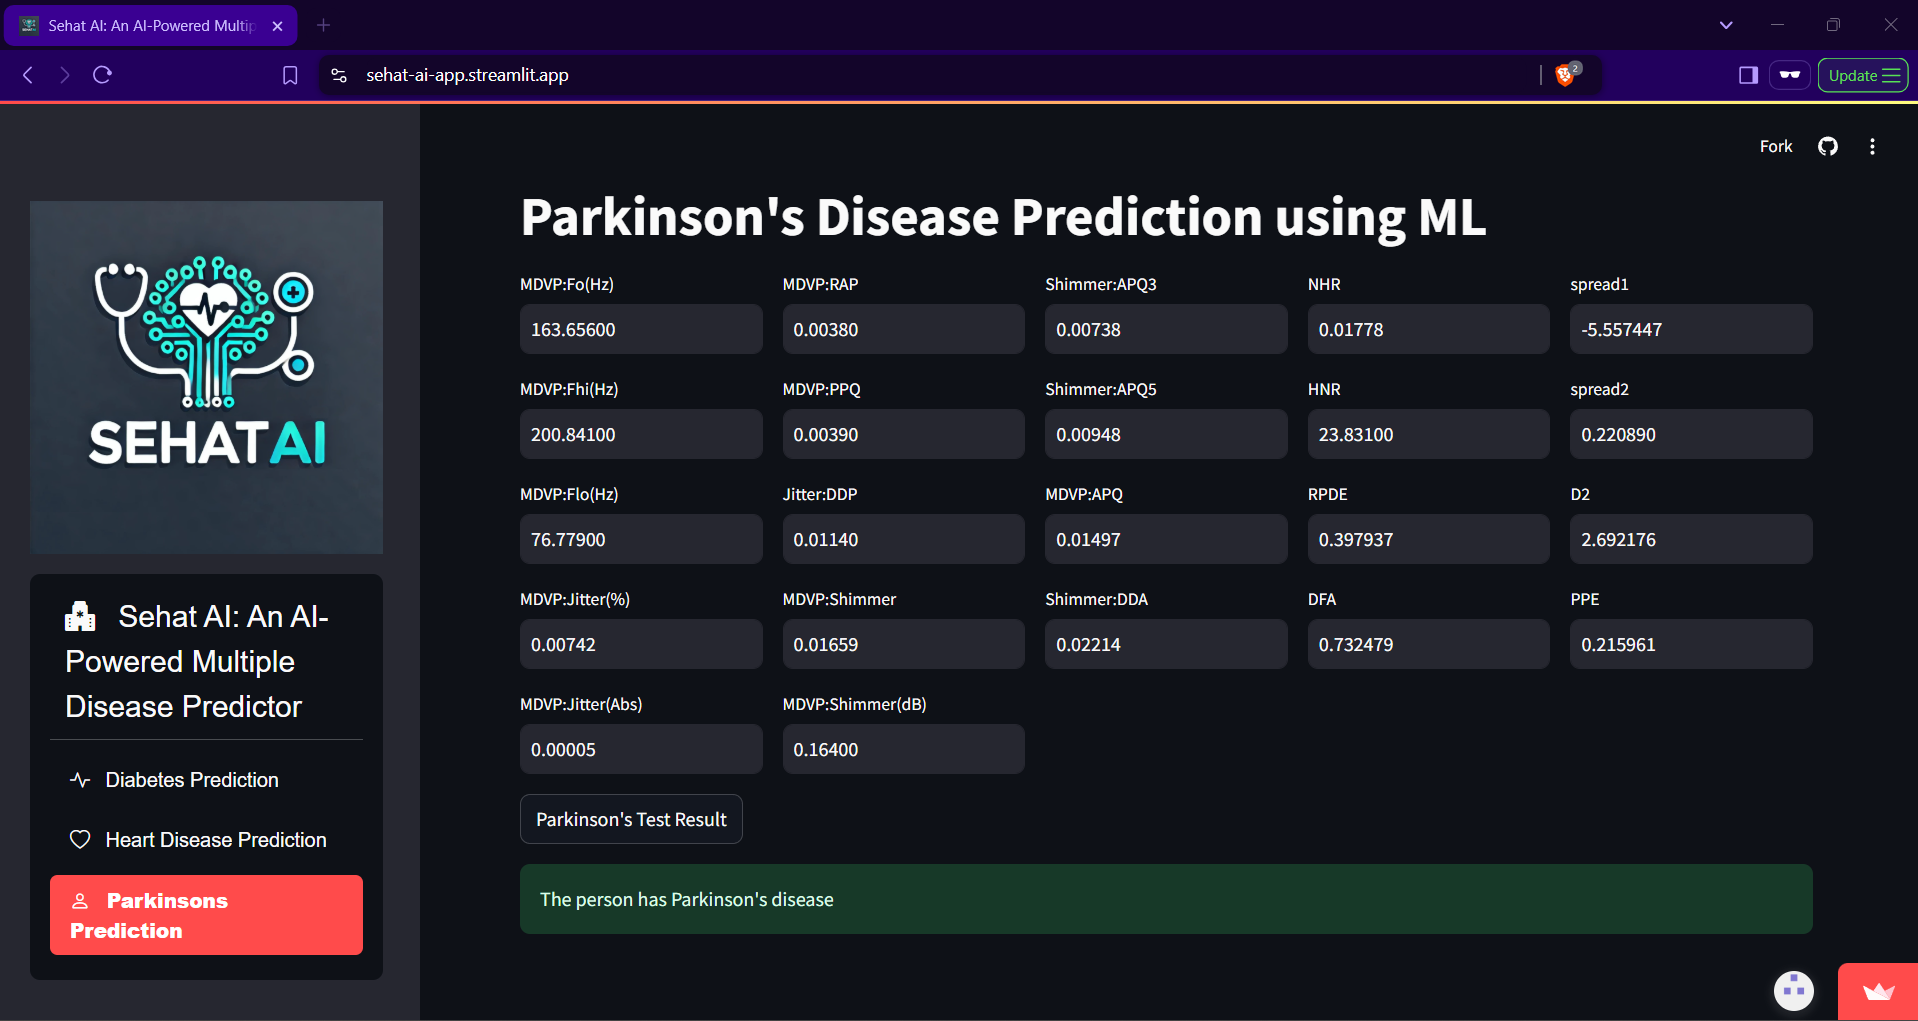 Sehat AI: An AI-Powered Multip
sehat-ai-app.streamlit.app
2
Update
Fork
SEHATAI
Sehat AI: An AI-
Powered Multiple
Disease Predictor
Diabetes Prediction
Heart Disease Prediction
Parkinsons
Prediction
Parkinson's Disease Prediction using ML
MDVP:Fo(Hz) MDVP:RAP Shimmer:APQ3 NHR spread1
163.65600 0.00380 0.00738 0.01778 -5.557447
MDVP:Fhi(Hz) MDVP:PPQ Shimmer:APQ5 HNR spread2
200.84100 0.00390 0.00948 23.83100 0.220890
MDVP:Flo(Hz) Jitter:DDP MDVP:APQ RPDE D2
76.77900 0.01140 0.01497 0.397937 2.692176
MDVP:Jitter(%) MDVP:Shimmer Shimmer:DDA DFA PPE
0.00742 0.01659 0.02214 0.732479 0.215961
MDVP:Jitter(Abs) MDVP:Shimmer(dB)
0.00005 0.16400
Parkinson's Test Result
The person has Parkinson's disease